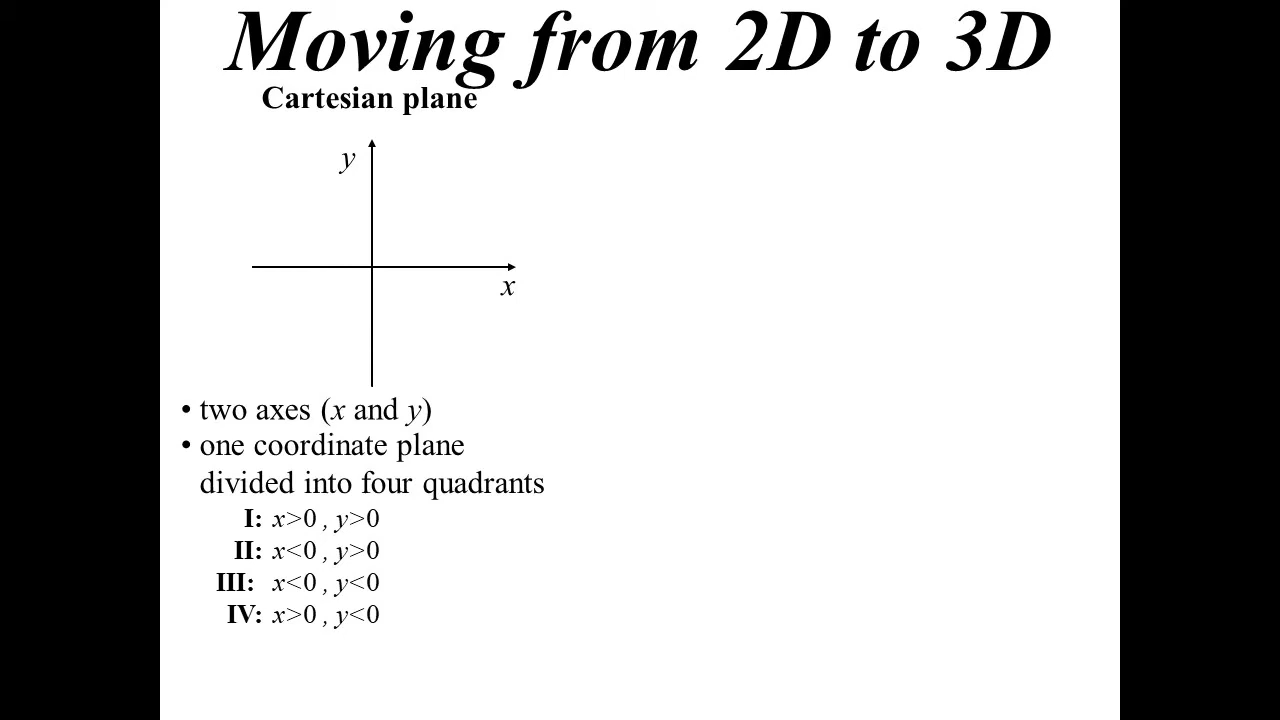 Moving from 2D to 3D
Cartesian plane
y
x
• two axes (x and y)
• one coordinate plane
divided into four quadrants
I: x>0 , y>0
II: x<0 , y>0
III: x<0 , y<0
IV: x>0 , y<0